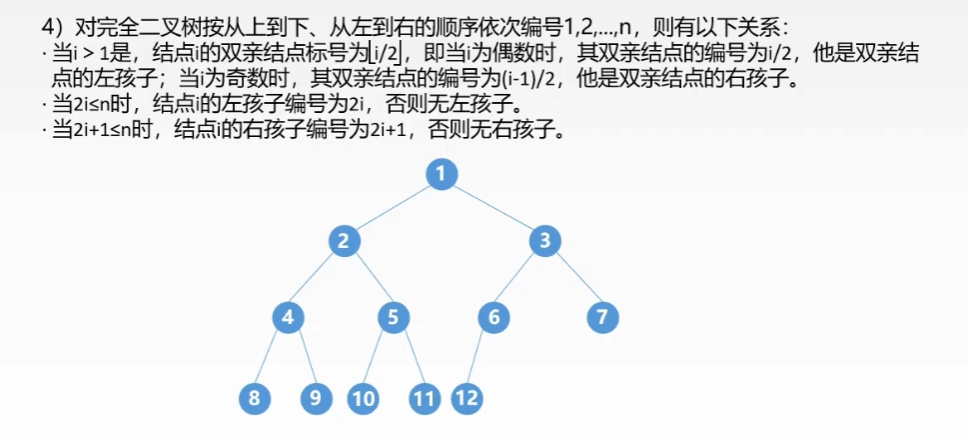 4）对完全二叉树按从上到下、从左到右的顺序依次编号1,2,...,n，则有以下关系：
· 当i > 1是，结点i的双亲结点标号为⌊i/2⌋，即当i为偶数时，其双亲结点的编号为i/2，他是双亲结
点的左孩子；当i为奇数时，其双亲结点的编号为(i-1)/2，他是双亲结点的右孩子。
· 当2i≤n时，结点i的左孩子编号为2i，否则无左孩子。
· 当2i+1≤n时，结点i的右孩子编号为2i+1，否则无右孩子。
1
2 3
4 5 6 7
8 9 10 11 12